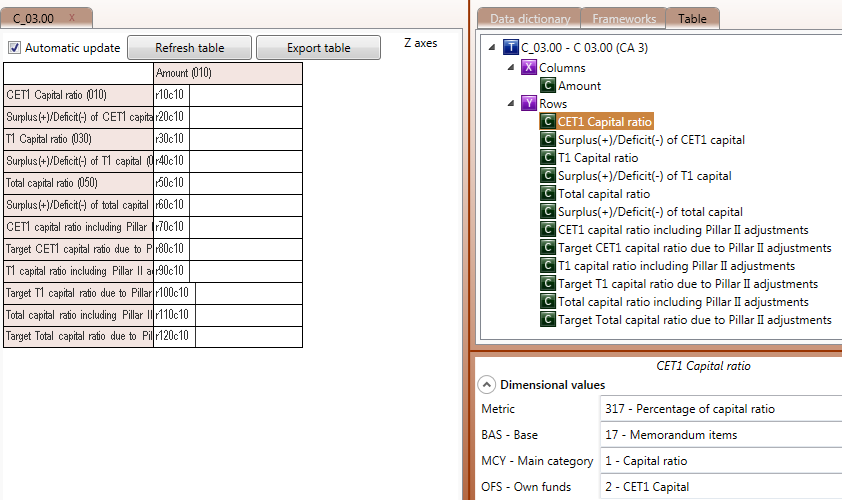 C_03.00 x
Automatic update
Refresh table
Export table
Z axes
Amount (010)
CET1 Capital ratio (010) r10c10
Surplus(+)/Deficit(-) of CET1 capita r20c10
T1 Capital ratio (030) r30c10
Surplus(+)/Deficit(-) of T1 capital (0 r40c10
Total capital ratio (050) r50c10
Surplus(+)/Deficit(-) of total capital r60c10
CET1 capital ratio including Pillar r70c10
Target CET1 capital ratio due to P r80c10
T1 capital ratio including Pillar II a r90c10
Target T1 capital ratio due to Pillar r100c10
Total capital ratio including Pillar II r110c10
Target Total capital ratio due to Pil r120c10
Data dictionary Frameworks Table
T C_03.00 - C 03.00 (CA 3)
X Columns
C Amount
Y Rows
C CET1 Capital ratio
C Surplus(+)/Deficit(-) of CET1 capital
C T1 Capital ratio
C Surplus(+)/Deficit(-) of T1 capital
C Total capital ratio
C Surplus(+)/Deficit(-) of total capital
C CET1 capital ratio including Pillar II adjustments
C Target CET1 capital ratio due to Pillar II adjustments
C T1 capital ratio including Pillar II adjustments
C Target T1 capital ratio due to Pillar II adjustments
C Total capital ratio including Pillar II adjustments
C Target Total capital ratio due to Pillar II adjustments
CET1 Capital ratio
Dimensional values
Metric 317 - Percentage of capital ratio
BAS - Base 17 - Memorandum items
MCY - Main category 1 - Capital ratio
OFS - Own funds 2 - CET1 Capital